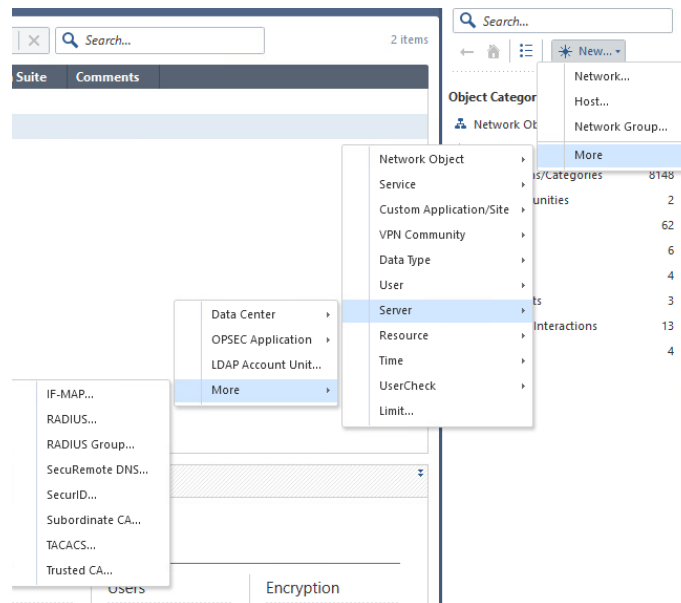 Search...
2 items
Suite
Comments
Search...
New...
Object Categor
Network Ob
ns/Categories 8148
unities 2
62
6
4
ts 3
Interactions 13
4
Network...
Host...
Network Group...
More
Network Object
Service
Custom Application/Site
VPN Community
Data Type
User
Server
Resource
Time
UserCheck
Limit...
Data Center
OPSEC Application
LDAP Account Unit...
More
IF-MAP...
RADIUS...
RADIUS Group...
SecuRemote DNS...
SecurID...
Subordinate CA...
TACACS...
Trusted CA...
Users
Encryption